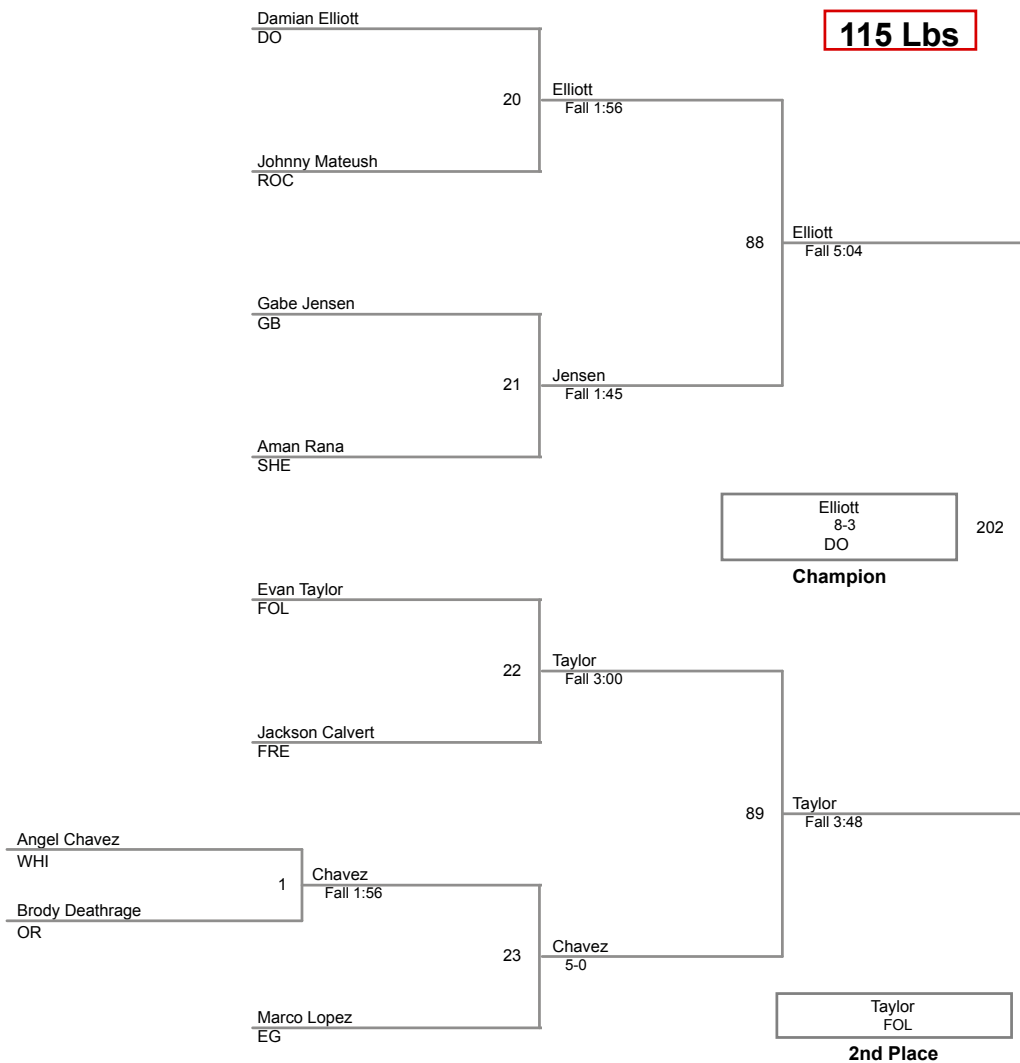 115 Lbs
Damian Elliott
DO
20
Elliott
Fall 1:56
Johnny Mateush
ROC
88
Elliott
Fall 5:04
Gabe Jensen
GB
21
Jensen
Fall 1:45
Aman Rana
SHE
Elliott
8-3
DO
202
Champion
Evan Taylor
FOL
22
Taylor
Fall 3:00
Jackson Calvert
FRE
89
Taylor
Fall 3:48
Angel Chavez
WHI
1
Chavez
Fall 1:56
Brody Deathrage
OR
23
Chavez
5-0
Marco Lopez
EG
Taylor
FOL
2nd Place